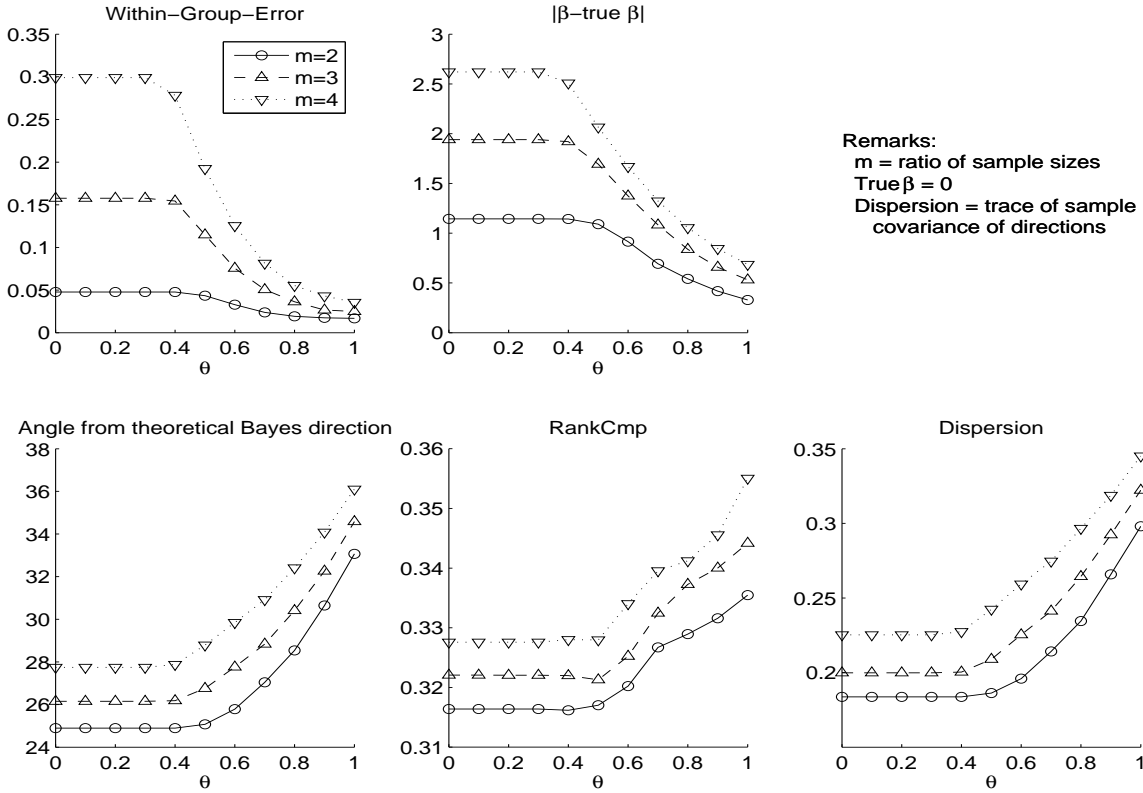 Within−Group−Error
0.35
0.3
0.25
0.2
0.15
0.1
0.05
0
0 0.2 0.4 0.6 0.8 1
θ
m=2
m=3
m=4
|β−true β|
3
2.5
2
1.5
1
0.5
0
0 0.2 0.4 0.6 0.8 1
θ
Remarks:
m = ratio of sample sizes
True β = 0
Dispersion = trace of sample
covariance of directions
Angle from theoretical Bayes direction
38
36
34
32
30
28
26
24
0 0.2 0.4 0.6 0.8 1
θ
RankCmp
0.36
0.35
0.34
0.33
0.32
0.31
0 0.2 0.4 0.6 0.8 1
θ
Dispersion
0.35
0.3
0.25
0.2
0 0.2 0.4 0.6 0.8 1
θ